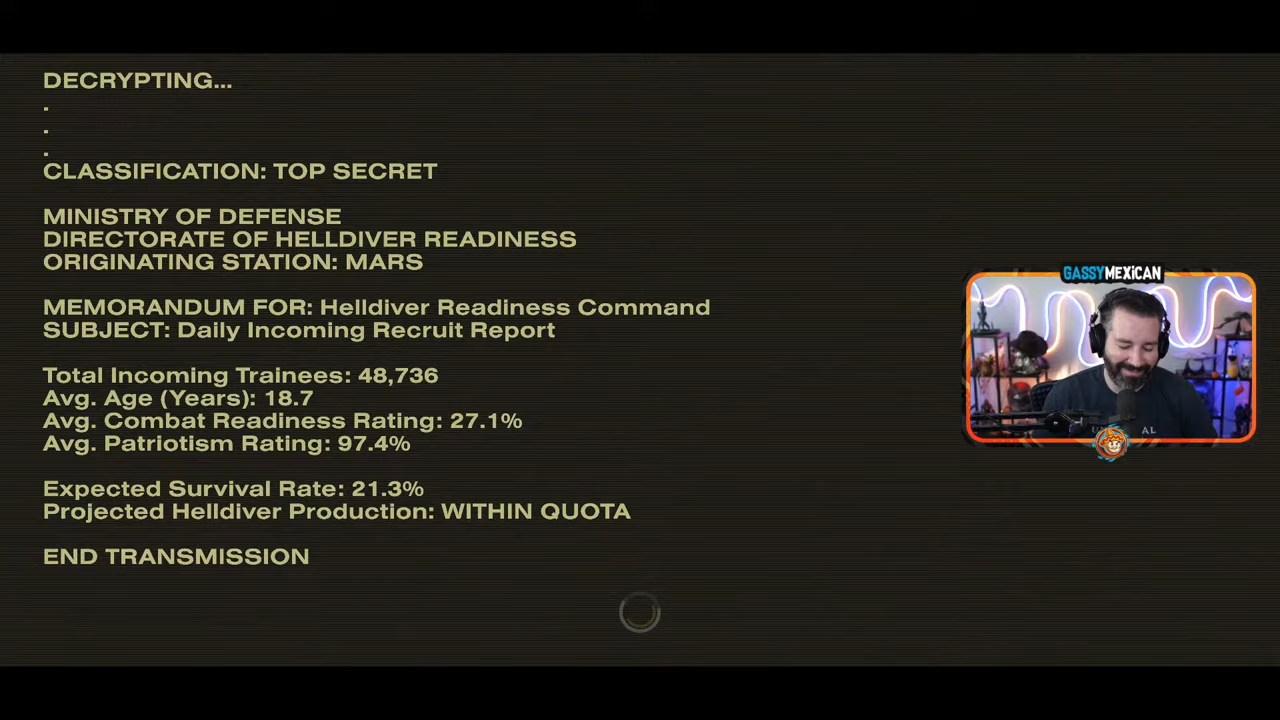 DECRYPTING...
.
.
.
CLASSIFICATION: TOP SECRET
MINISTRY OF DEFENSE
DIRECTORATE OF HELLDIVER READINESS
ORIGINATING STATION: MARS
MEMORANDUM FOR: Helldiver Readiness Command
SUBJECT: Daily Incoming Recruit Report
Total Incoming Trainees: 48,736
Avg. Age (Years): 18.7
Avg. Combat Readiness Rating: 27.1%
Avg. Patriotism Rating: 97.4%
Expected Survival Rate: 21.3%
Projected Helldiver Production: WITHIN QUOTA
END TRANSMISSION
GASSYMEXICAN